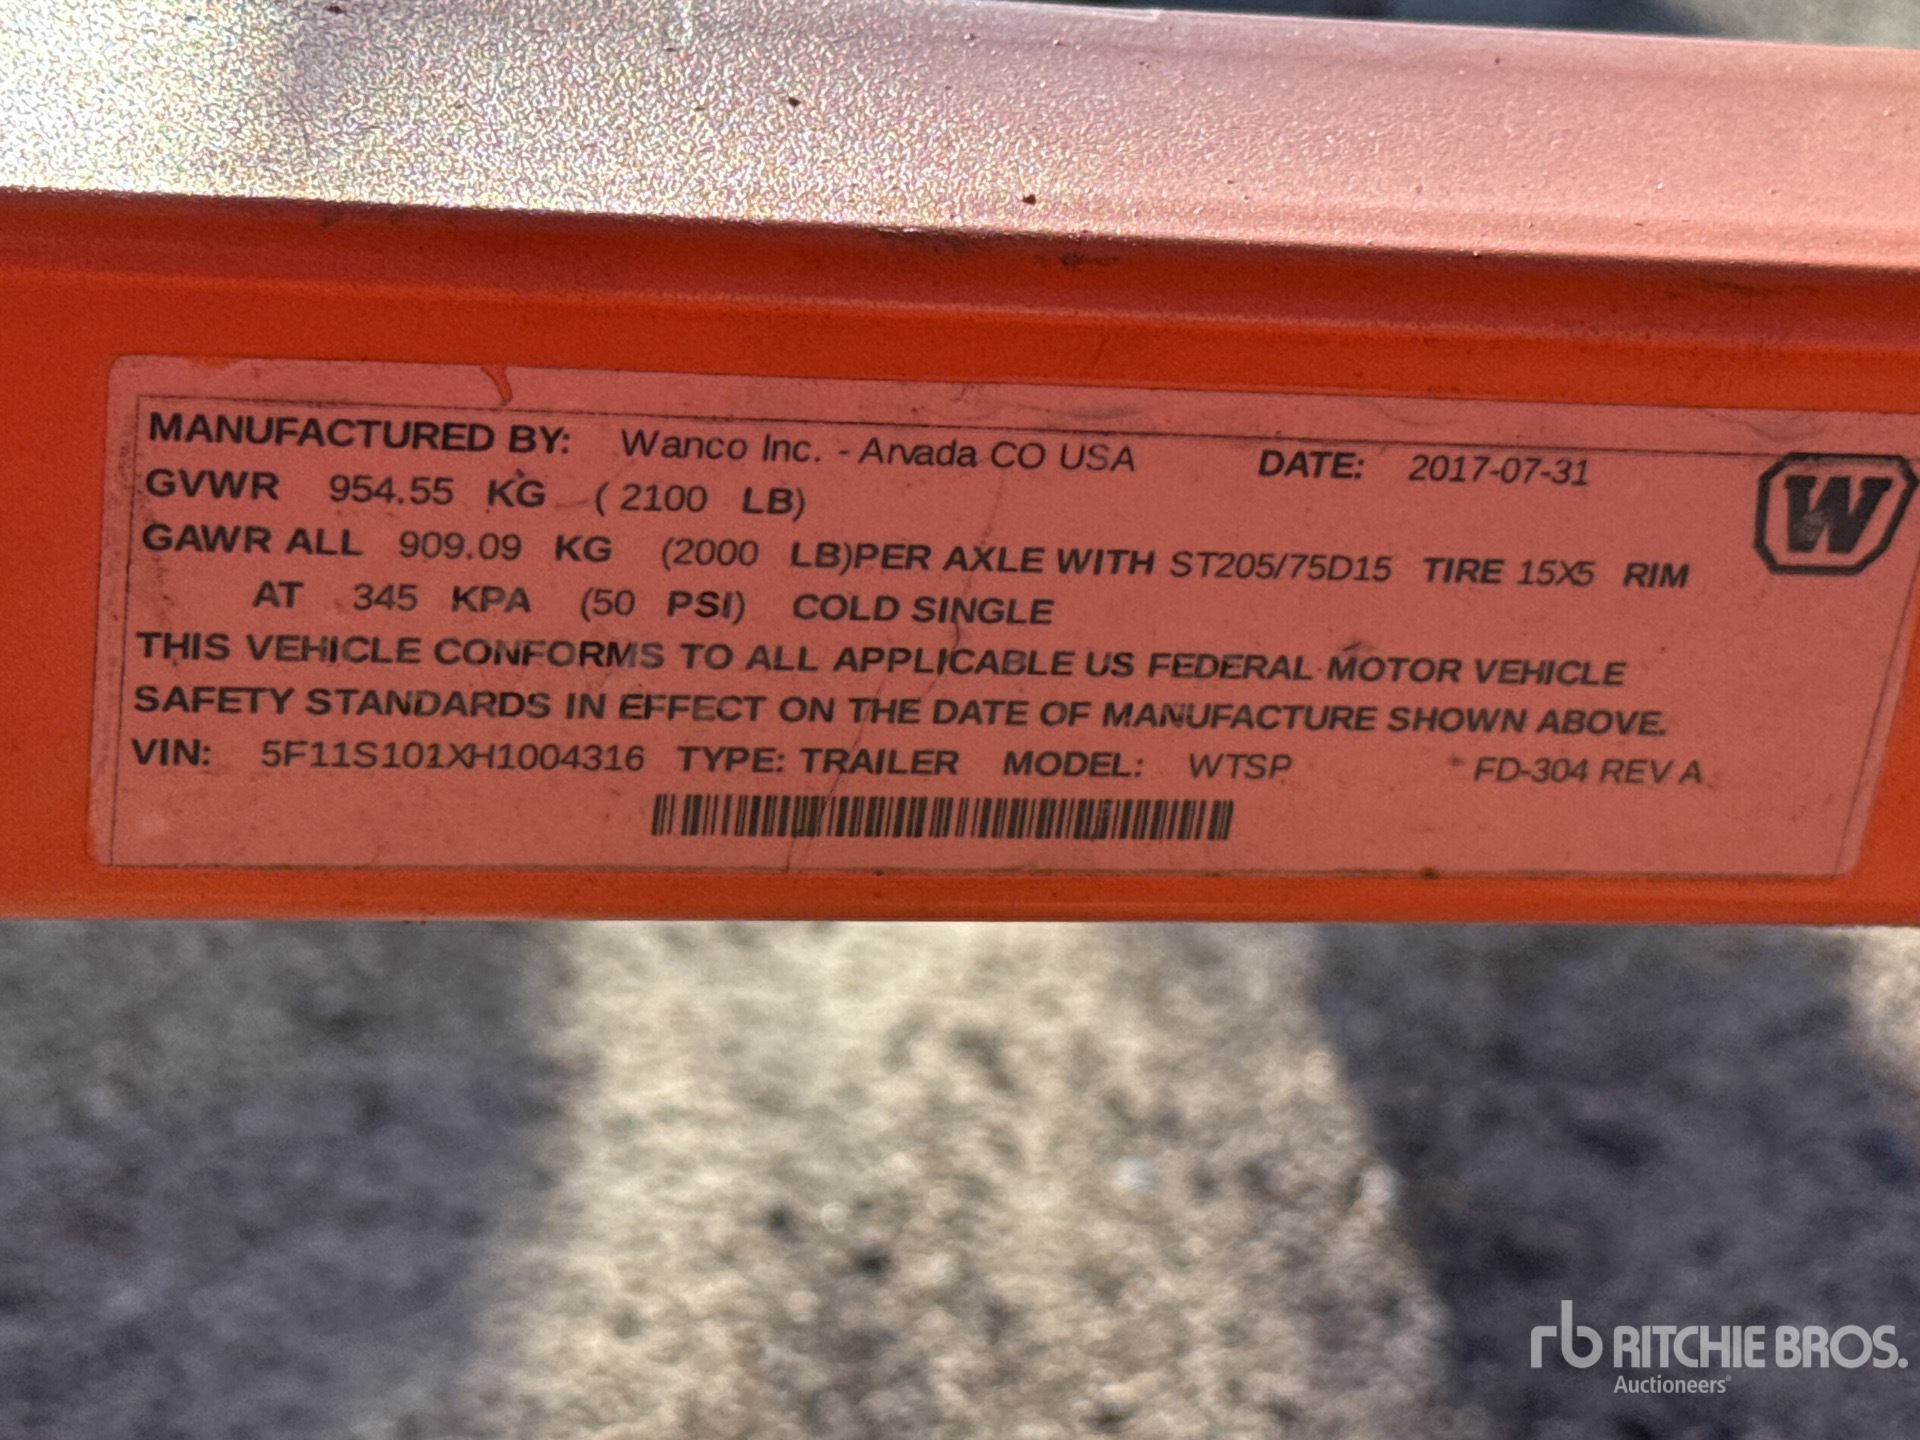 MANUFACTURED BY: Wanco Inc. - Arvada CO USA DATE: 2017-07-31
W
GVWR 954.55 KG ( 2100 LB)
GAWR ALL 909.09 KG (2000 LB)PER AXLE WITH ST205/75D15 TIRE 15X5 RIM
AT 345 KPA (50 PSI) COLD SINGLE
THIS VEHICLE CONFORMS TO ALL APPLICABLE US FEDERAL MOTOR VEHICLE
SAFETY STANDARDS IN EFFECT ON THE DATE OF MANUFACTURE SHOWN ABOVE.
VIN: 5F11S101XH1004316 TYPE: TRAILER MODEL: WTSP FD-304 REV A
rb RITCHIE BROS.
Auctioneers